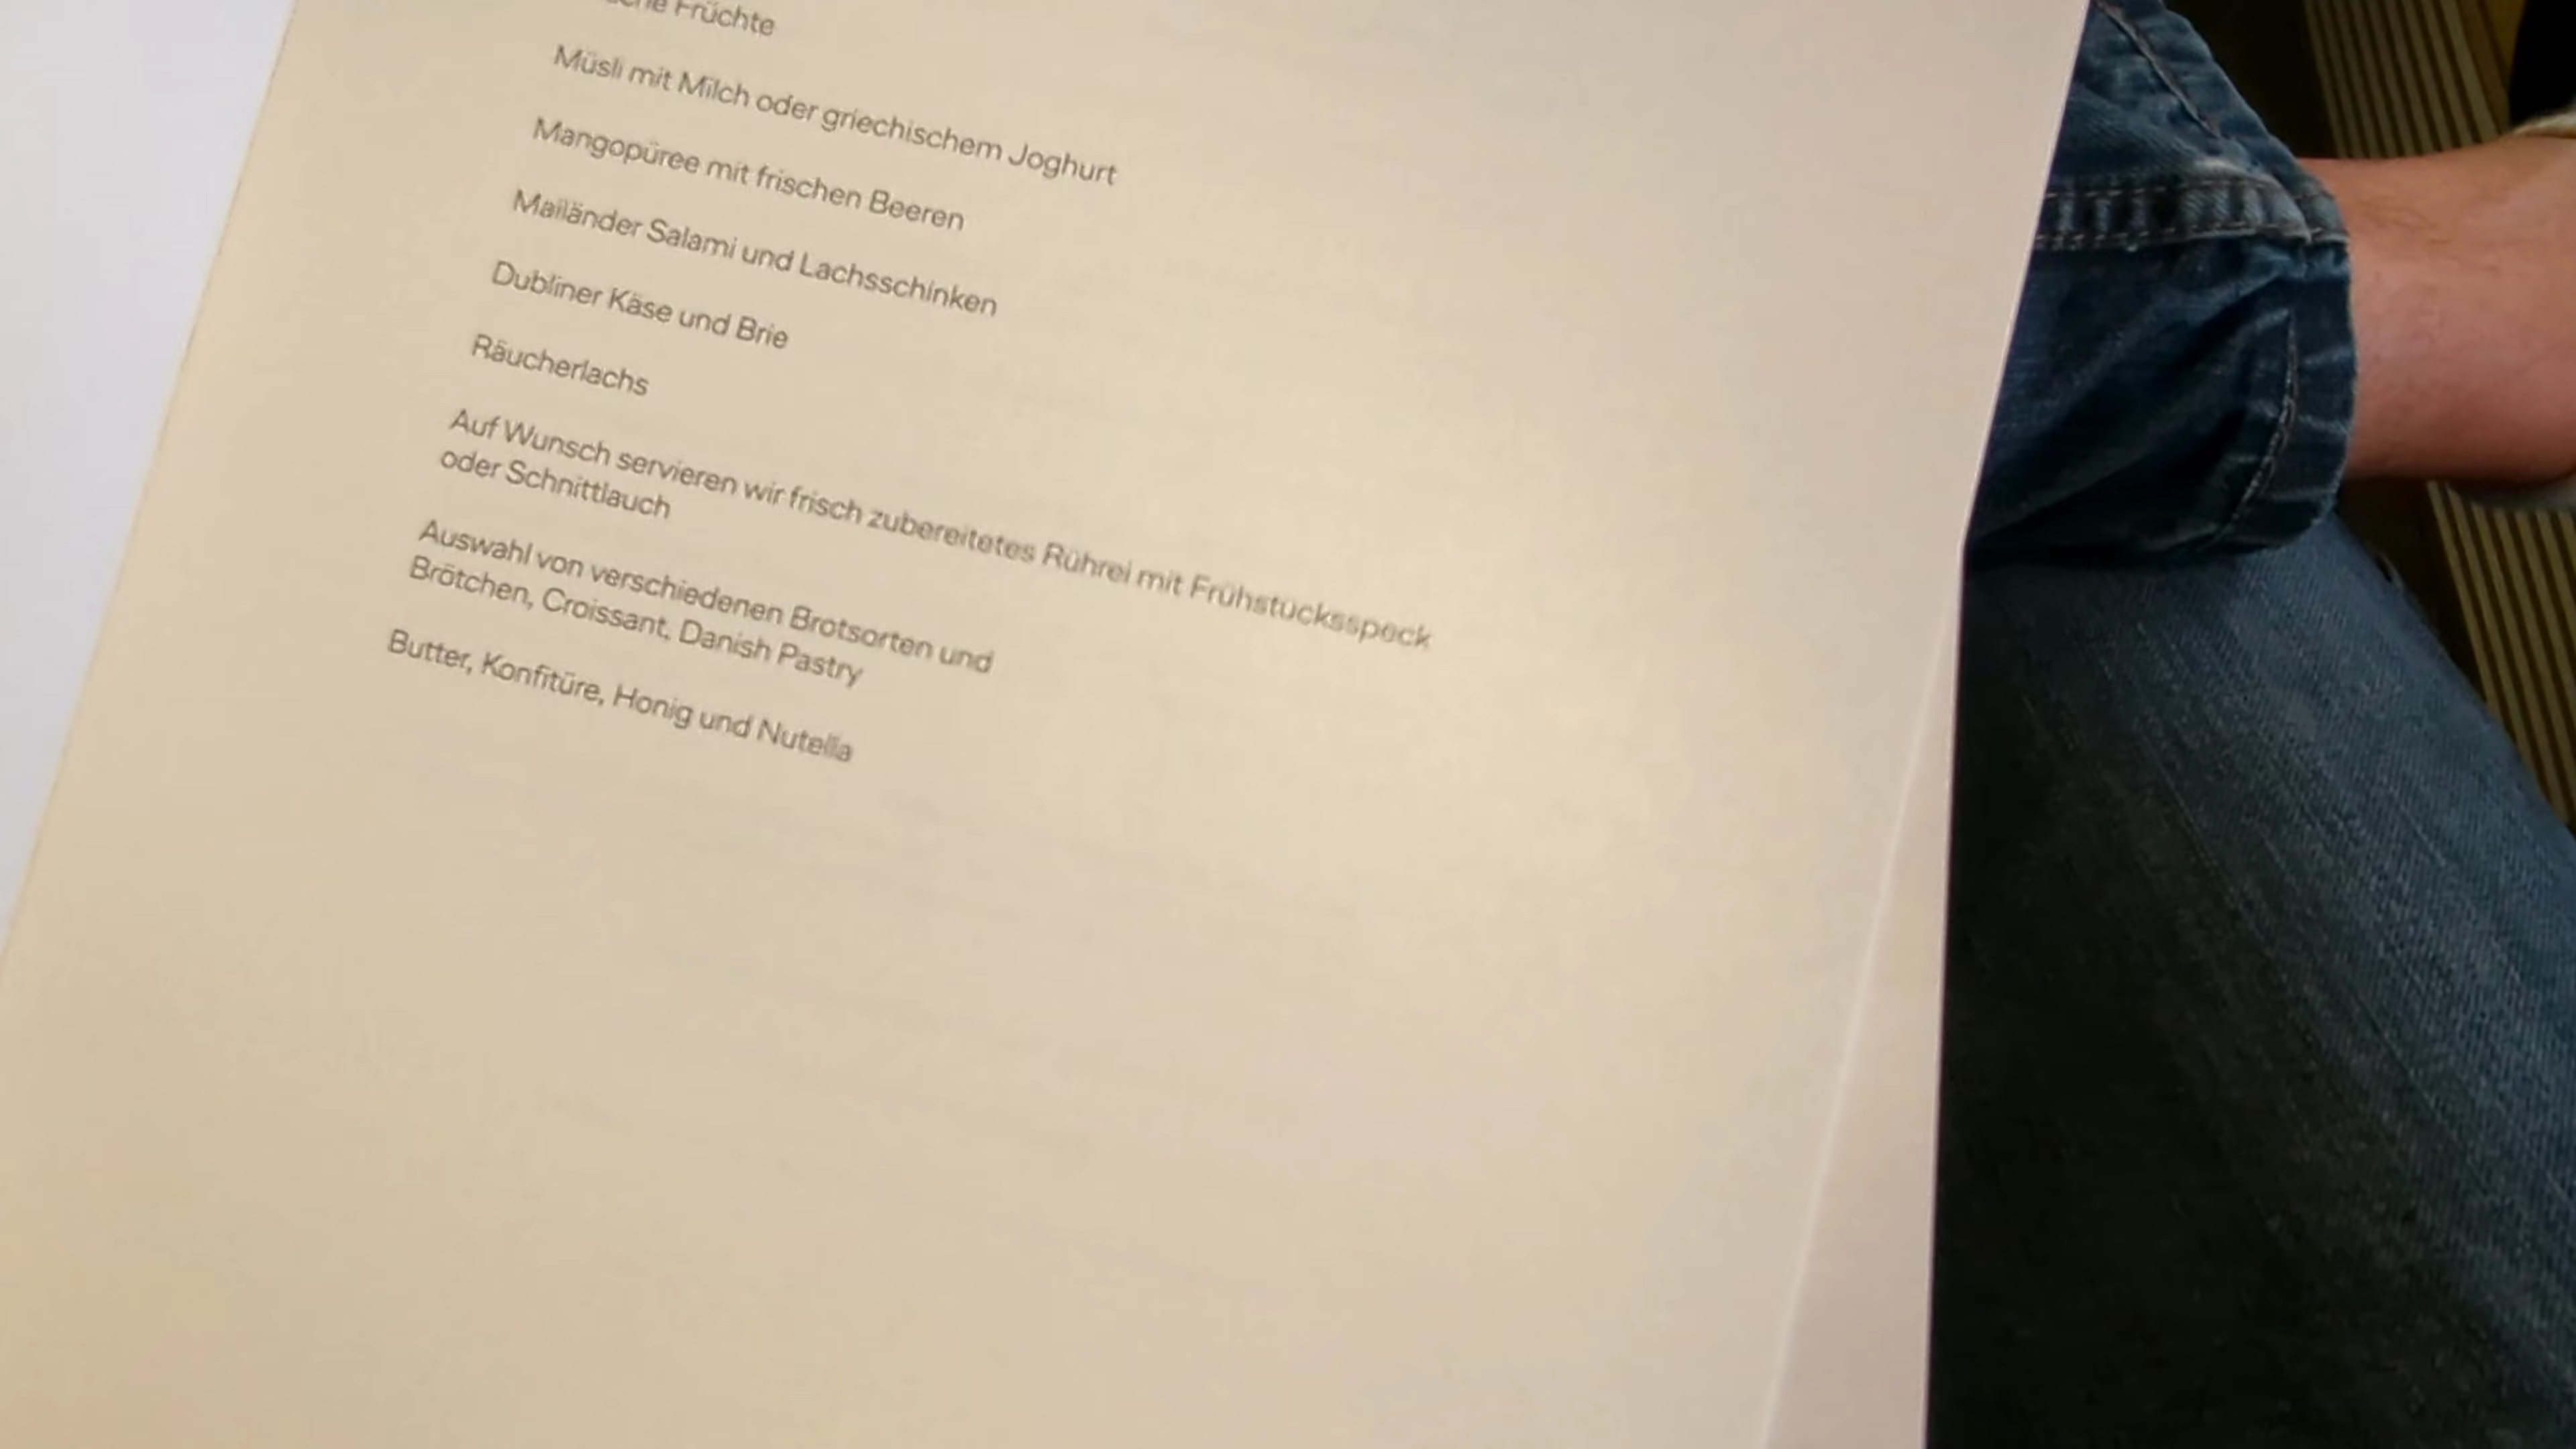 Früchte
Müsli mit Milch oder griechischem Joghurt
Mangopüree mit frischen Beeren
Mailänder Salami und Lachsschinken
Dubliner Käse und Brie
Räucherlachs
Auf Wunsch servieren wir frisch zubereitetes Rührei mit Frühstücksspeck
oder Schnittlauch
Auswahl von verschiedenen Brotsorten und
Brötchen, Croissant, Danish Pastry
Butter, Konfitüre, Honig und Nutella